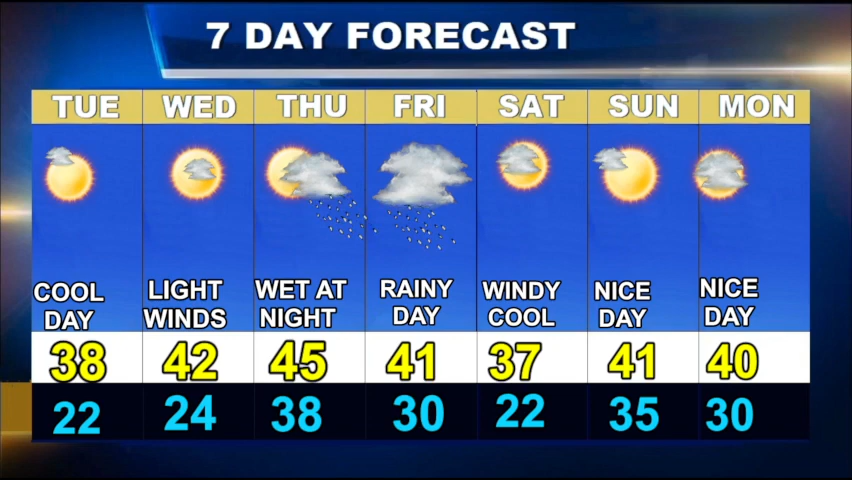 7 DAY FORECAST
TUE WED THU FRI SAT SUN MON
COOL DAY
LIGHT WINDS
WET AT NIGHT
RAINY DAY
WINDY COOL
NICE DAY
NICE DAY
38 42 45 41 37 41 40
22 24 38 30 22 35 30